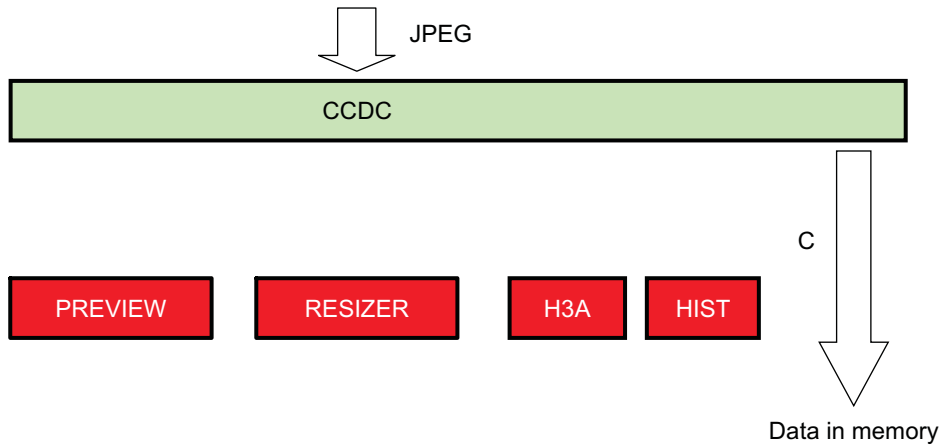 JPEG
CCDC
C
PREVIEW
RESIZER
H3A
HIST
Data in memory